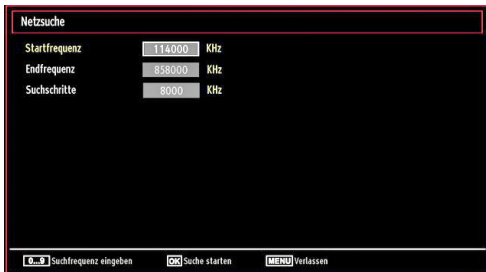 Netzsuche
Startfrequenz 114000 KHz
Endfrequenz 858000 KHz
Suchschritte 8000 KHz
0...9 Suchfrequenz eingeben OK Suche starten MENU Verlassen